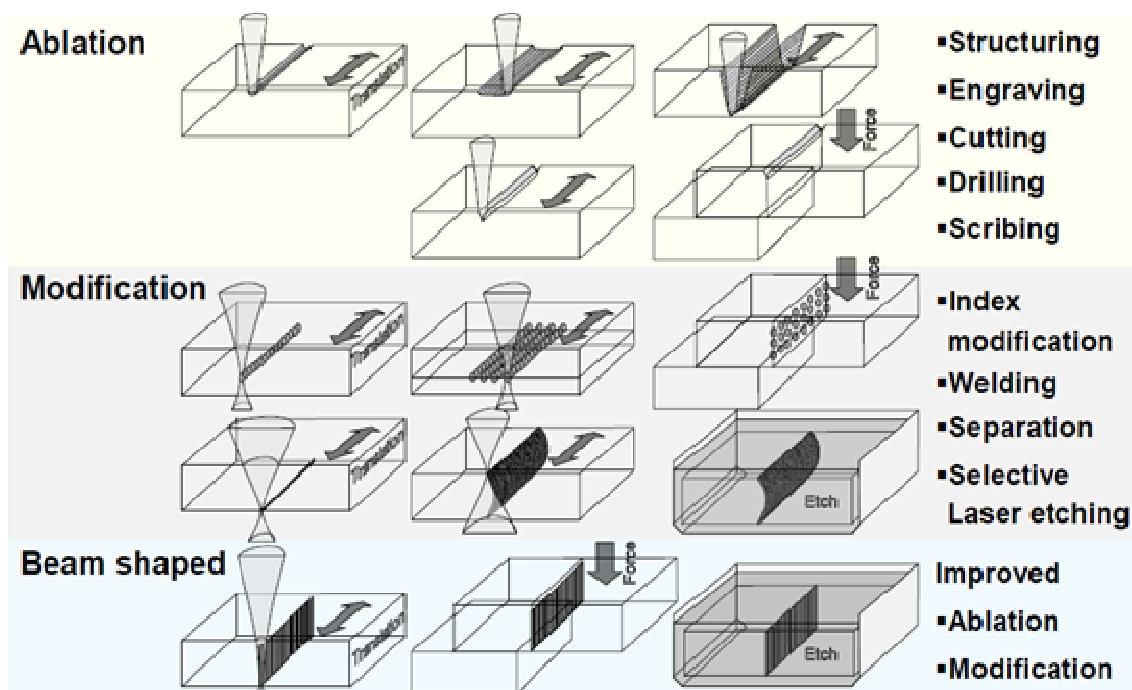 Ablation
Translation
Force
▪Structuring
▪Engraving
▪Cutting
▪Drilling
▪Scribing
Modification
Translation
Force
Translation
Etch
▪Index
modification
▪Welding
▪Separation
▪Selective
Laser etching
Beam shaped
Translation
Force
Etch
Improved
▪Ablation
▪Modification